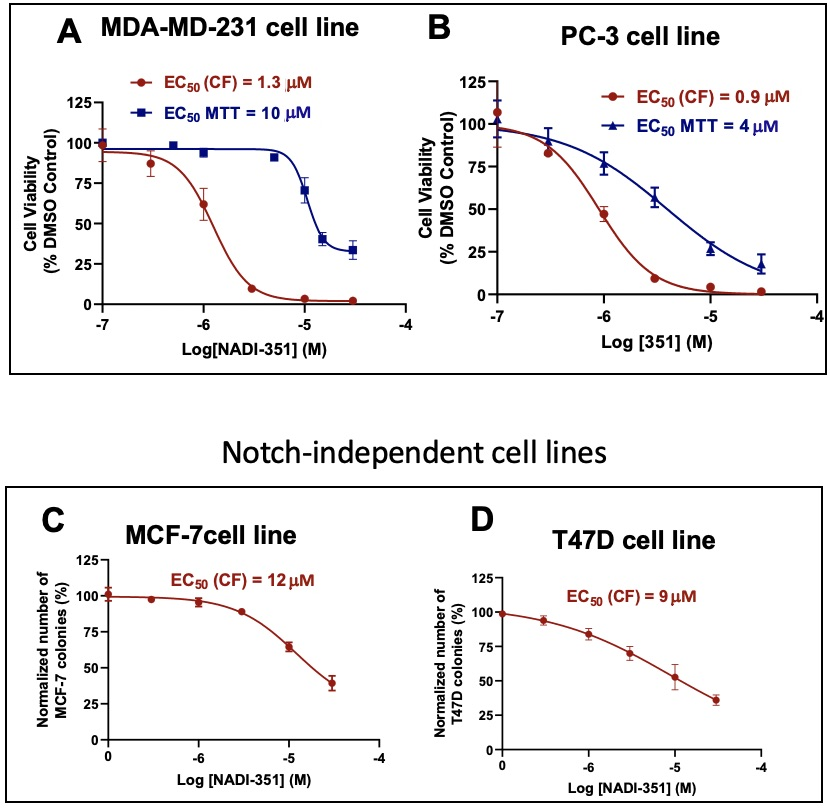 A MDA-MD-231 cell line
EC50 (CF) = 1.3 µM
EC50 MTT = 10 µM
Cell Viability
(% DMSO Control)
125
100
75
50
25
0
-7 -6 -5 -4
Log[NADI-351] (M)
B PC-3 cell line
EC50 (CF) = 0.9 µM
EC50 MTT = 4 µM
Cell Viability
(% DMSO Control)
125
100
75
50
25
0
-7 -6 -5 -4
Log [351] (M)
Notch-independent cell lines
C MCF-7cell line
EC50 (CF) = 12 µM
Normalized number of
MCF-7 colonies (%)
125
100
75
50
25
0
0 -6 -5 -4
Log [NADI-351] (M)
D T47D cell line
EC50 (CF) = 9 µM
Normalized number of
T47D colonies (%)
125
100
75
50
25
0
0 -6 -5 -4
Log [NADI-351] (M)